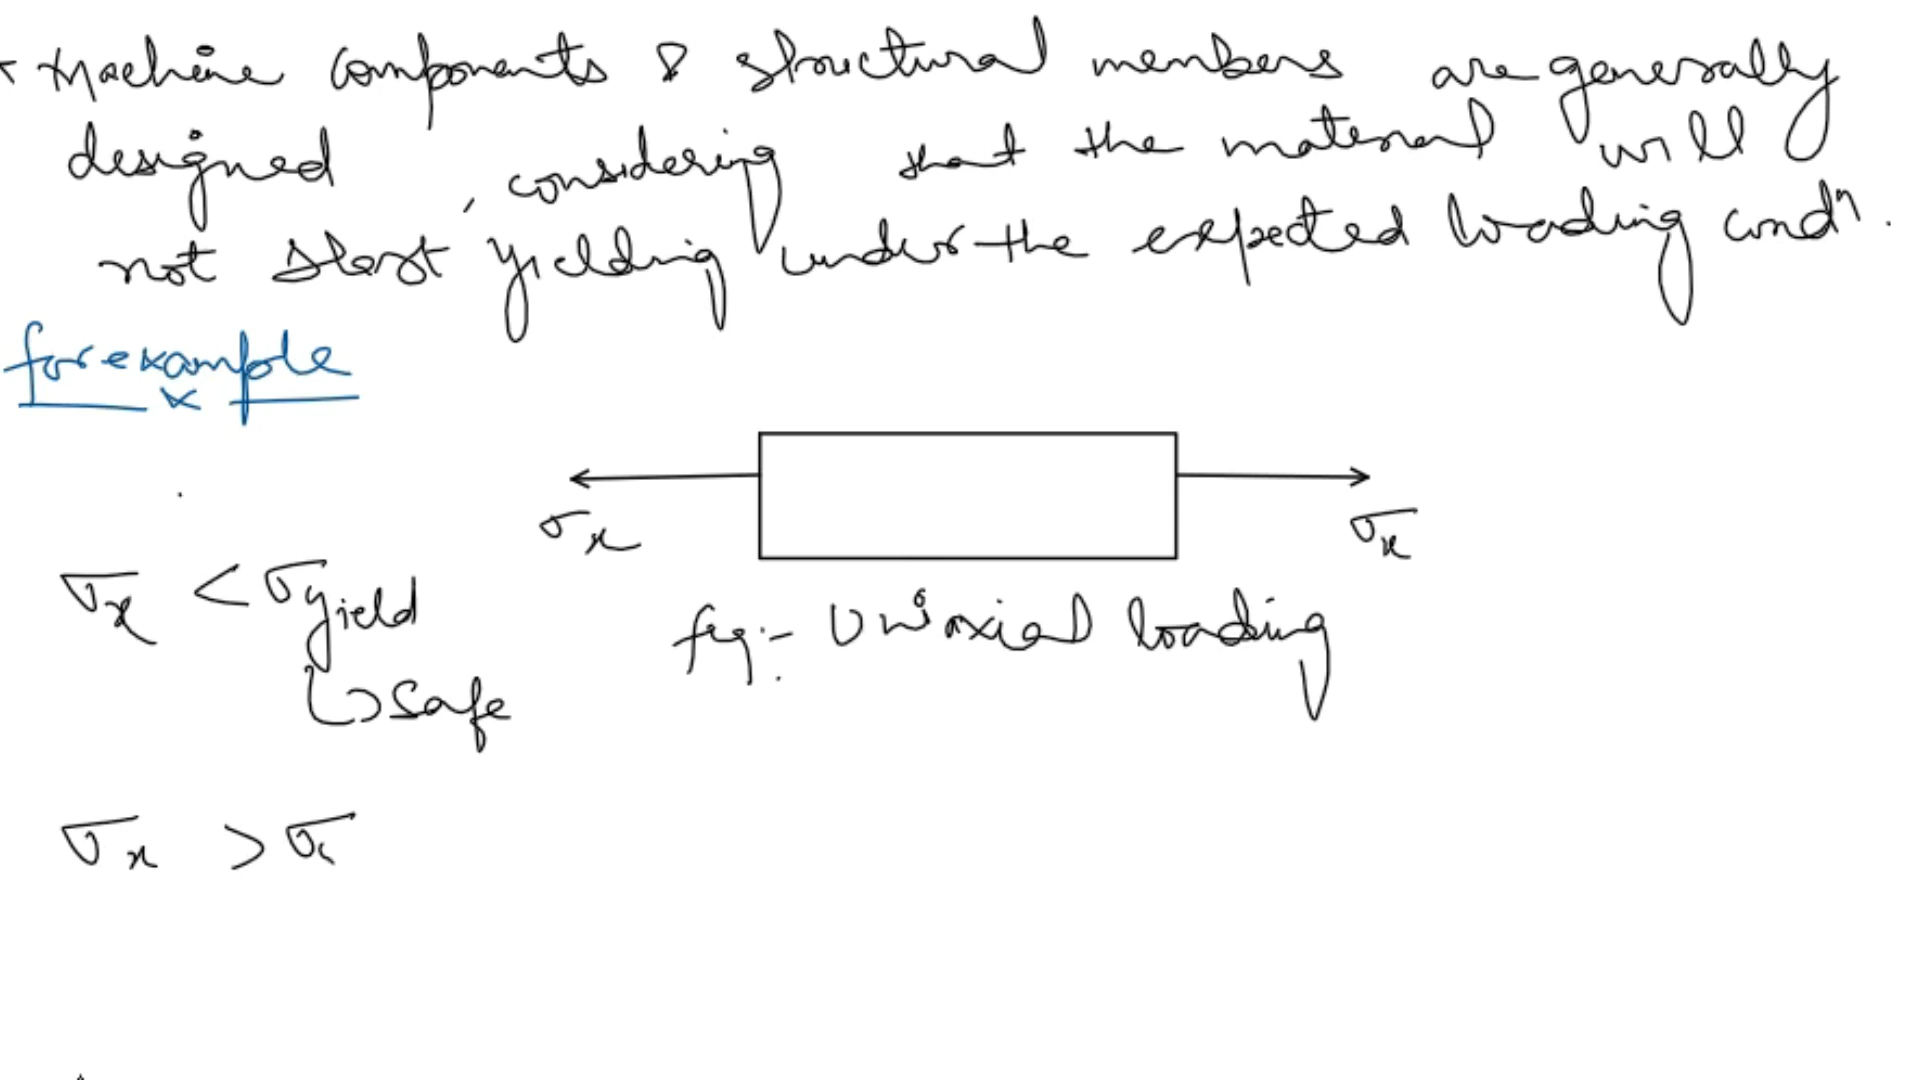 * Machine components & structural members are generally
designed, considering that the material will
not start yielding under the expected loading condⁿ.
for example
σx σx
σx < σyield
↳ safe
fig:- Uniaxial loading
σx > σ